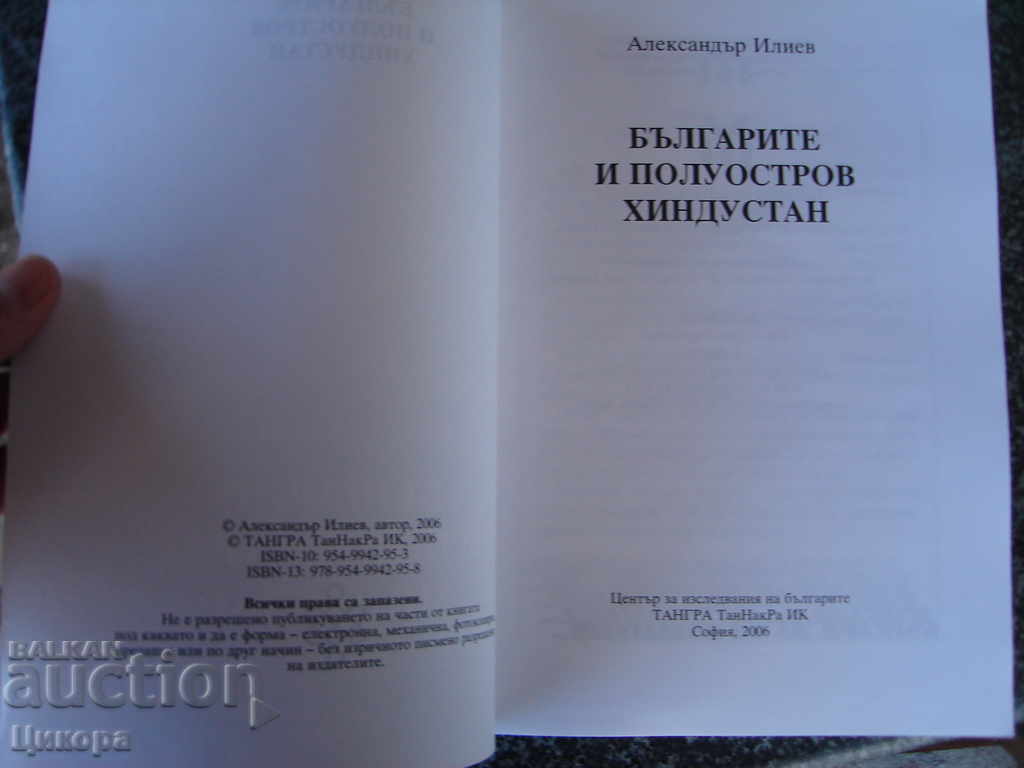 © Александър Илиев, автор, 2006
© ТАНГРА ТанНакРа ИК, 2006
ISBN-10: 954-9942-95-3
ISBN-13: 978-954-9942-95-8
Всички права са запазени.
Не е разрешено публикуването на части от книгата
под каквато и да е форма – електронна, механична,
или по друг начин – без изричното писмено
на издателите.
Александър Илиев
БЪЛГАРИТЕ
И ПОЛУОСТРОВ
ХИНДУСТАН
Център за изследвания на българите
ТАНГРА ТанНакРа ИК
София, 2006
BALKAN
auction
Цикора